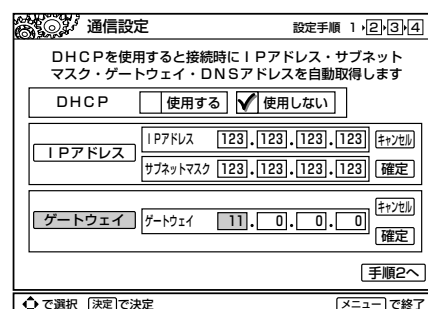 通信設定 設定手順 1 2 3 4
DHCPを使用すると接続時にIPアドレス・サブネット
マスク・ゲートウェイ・DNSアドレスを自動取得します
DHCP 使用する 使用しない
IPアドレス
IPアドレス 123.123.123.123 キャンセル
サブネットマスク 123.123.123.123 確定
ゲートウェイ
ゲートウェイ 11.0.0.0 キャンセル
確定
手順2へ
で選択 決定で決定 メニューで終了